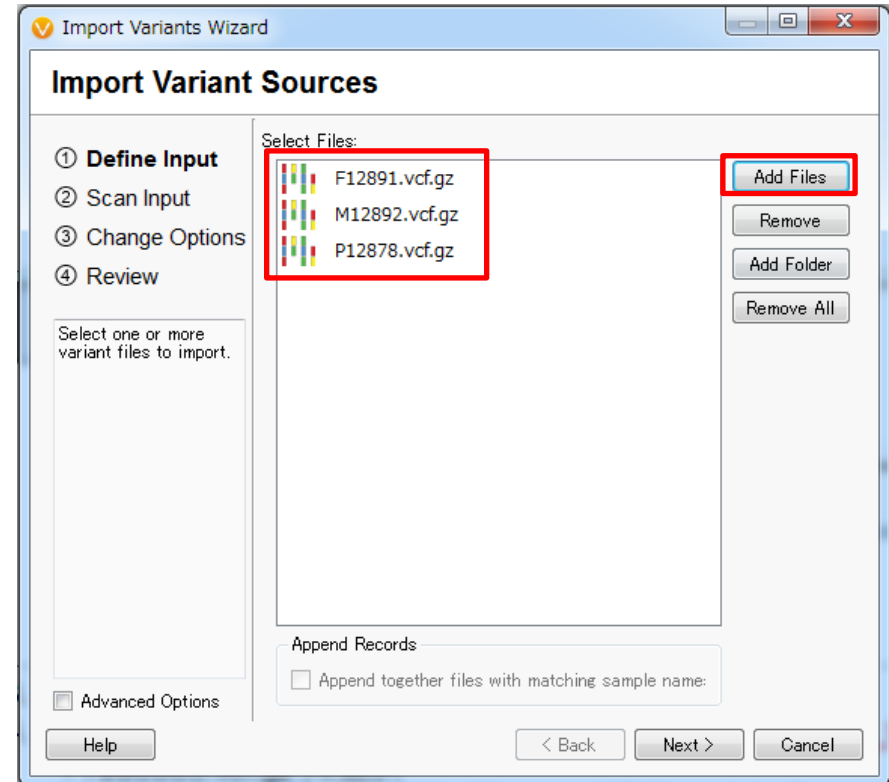 Import Variants Wizard
Import Variant Sources
① Define Input
② Scan Input
③ Change Options
④ Review
Select one or more
variant files to import.
Advanced Options
Select Files:
F12891.vcf.gz
M12892.vcf.gz
P12878.vcf.gz
Add Files
Remove
Add Folder
Remove All
Append Records
Append together files with matching sample name:
Help
< Back
Next >
Cancel